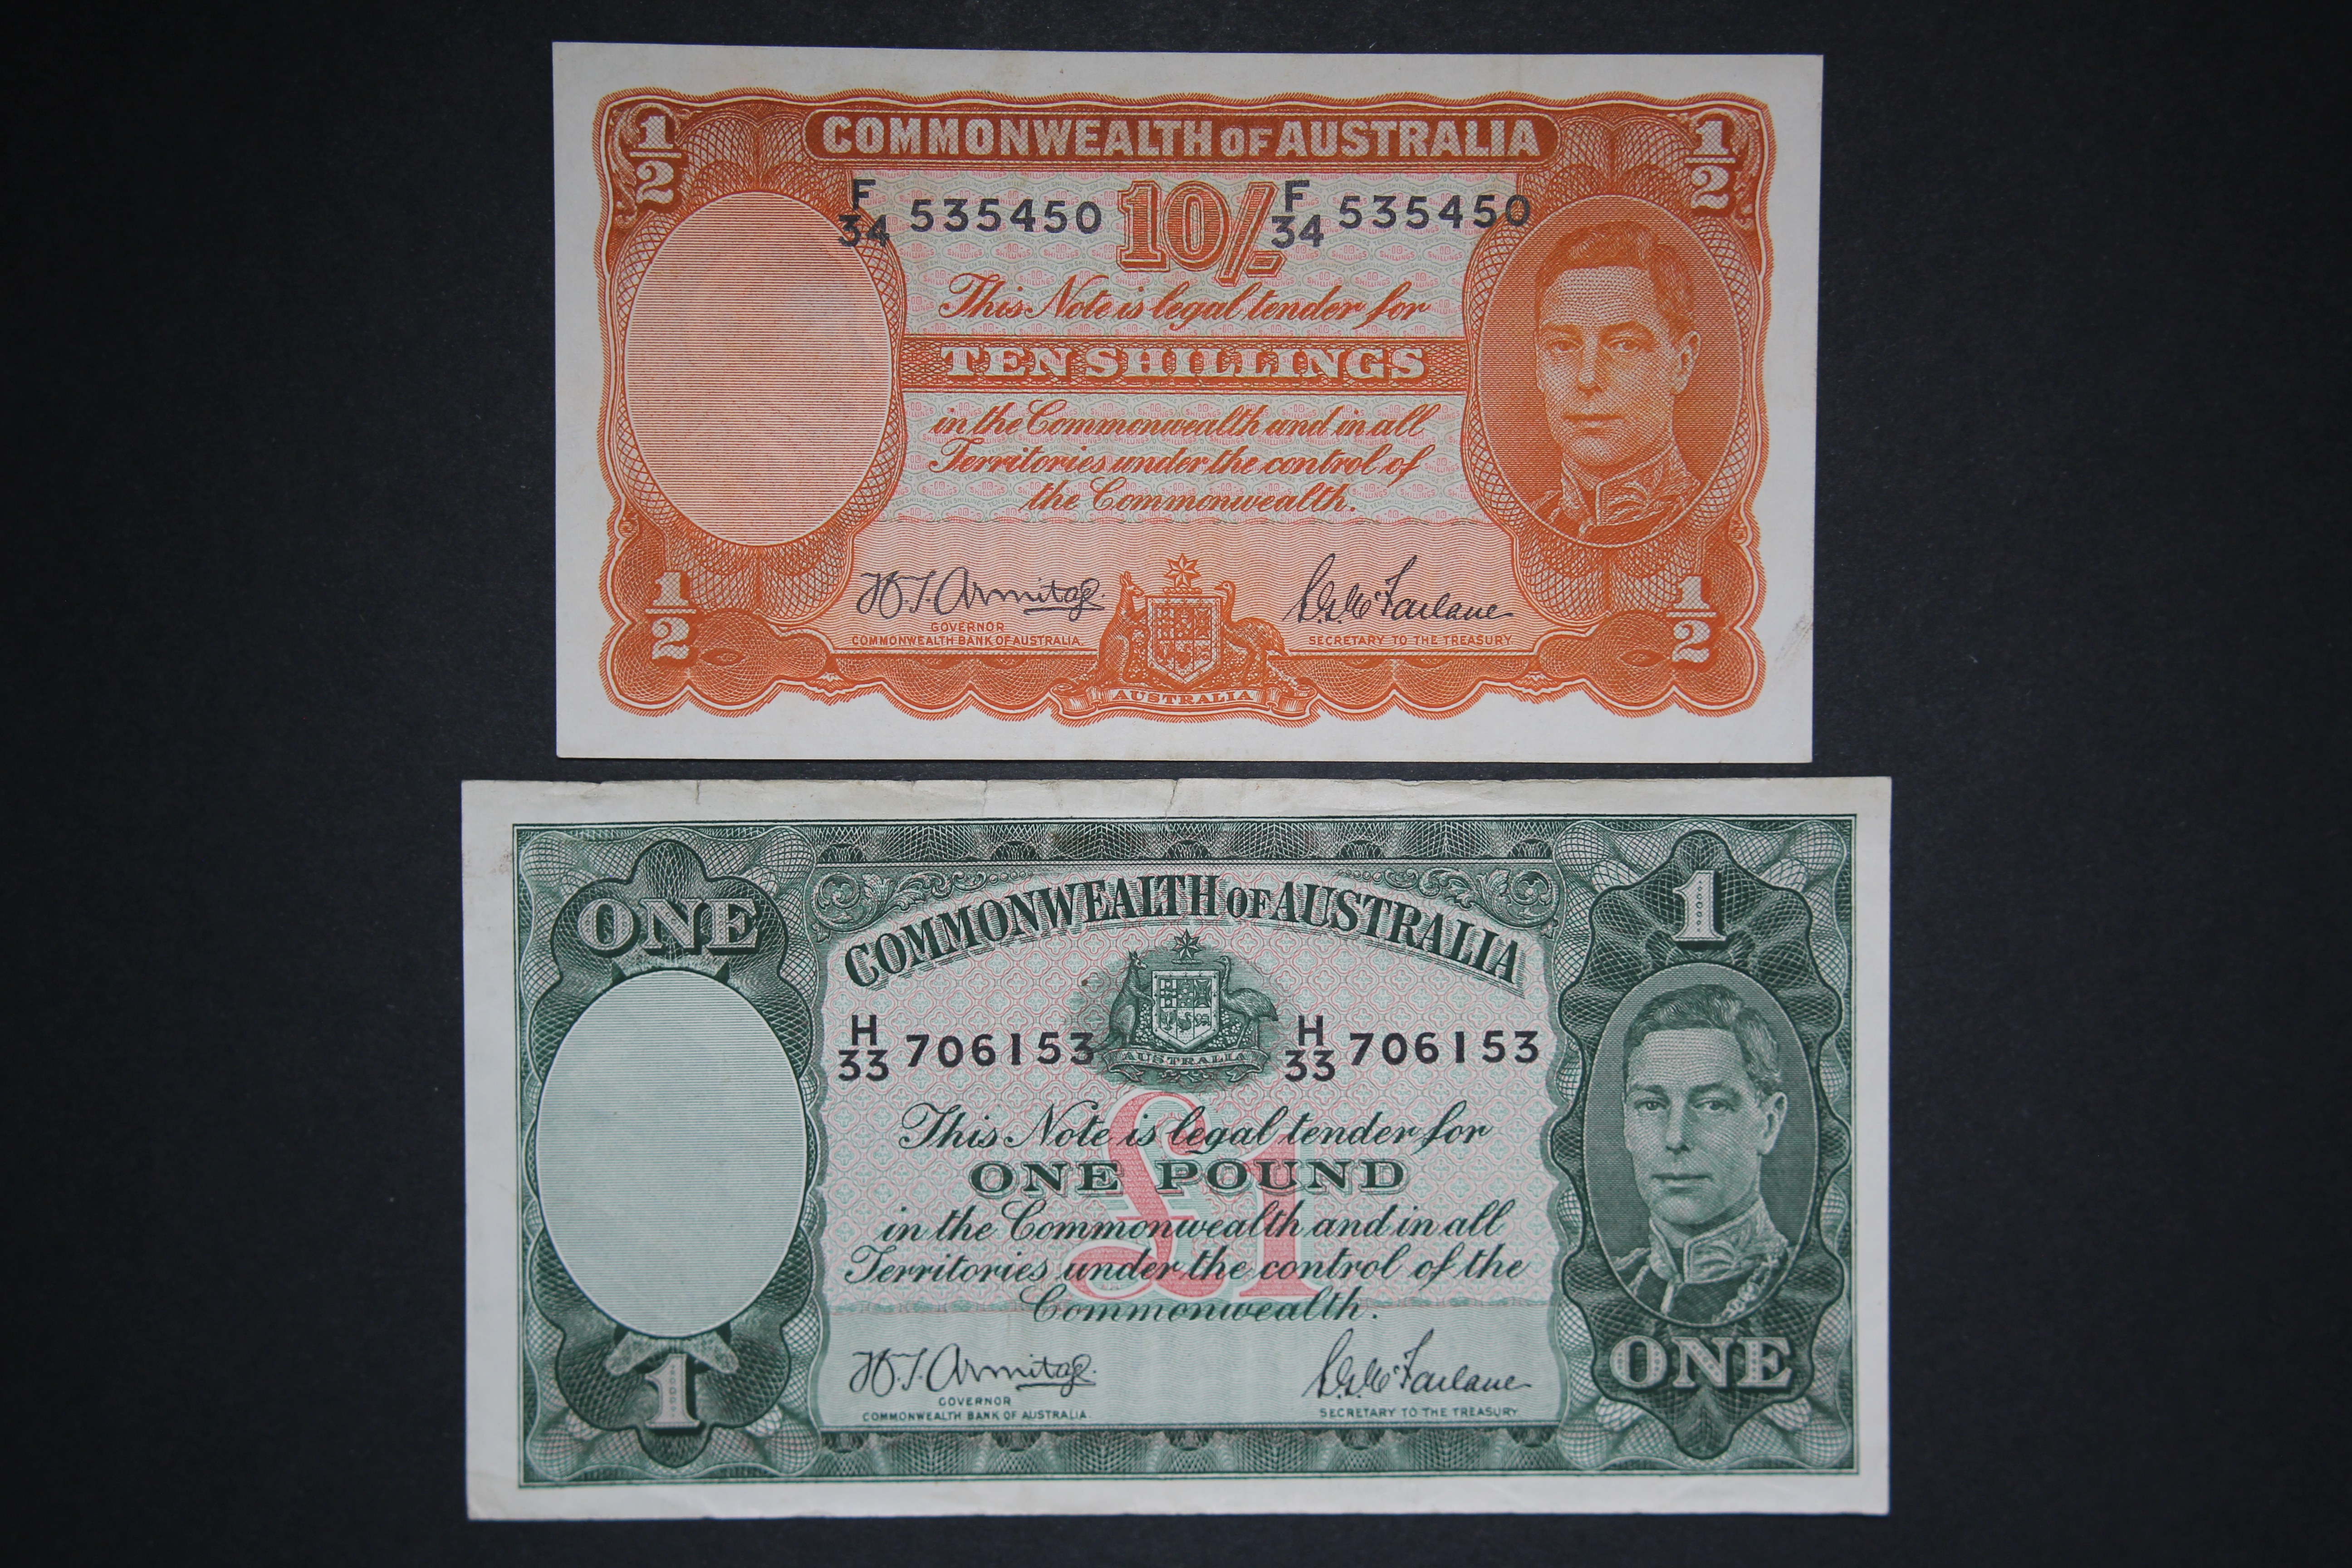 1/2 COMMONWEALTH OF AUSTRALIA 1/2
F/34 535450 10/- F/34 535450
This Note is legal tender for
TEN SHILLINGS
in the Commonwealth and in all
Territories under the control of
the Commonwealth.
H.T. Armitage. S.G. McFarlane
GOVERNOR
COMMONWEALTH BANK OF AUSTRALIA. SECRETARY TO THE TREASURY
1/2 AUSTRALIA 1/2
ONE COMMONWEALTH OF AUSTRALIA 1
H/33 706153 H/33 706153
AUSTRALIA
£1
This Note is legal tender for
ONE POUND
in the Commonwealth and in all
Territories under the control of the
Commonwealth.
H.T. Armitage. S.G. McFarlane
GOVERNOR
COMMONWEALTH BANK OF AUSTRALIA. SECRETARY TO THE TREASURY
1 ONE